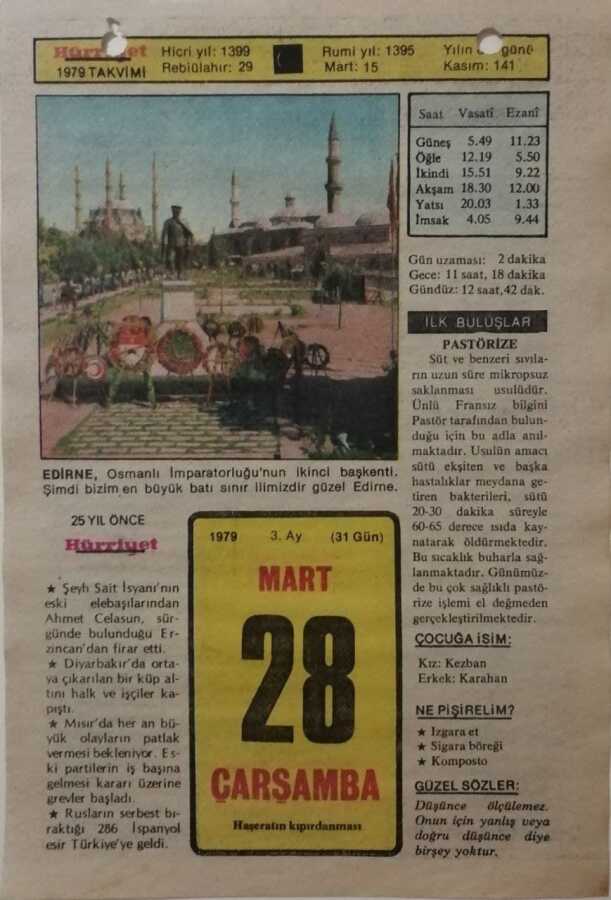 Hürriyet
1979 TAKVİMİ
Hicri yıl: 1399
Rebiülahır: 29
Rumi yıl: 1395
Mart: 15
Yılın günü
Kasım: 141
Saat Vasatî Ezanî
Güneş 5.49 11.23
Öğle 12.19 5.50
İkindi 15.51 9.22
Akşam 18.30 12.00
Yatsı 20.03 1.33
İmsak 4.05 9.44
Gün uzaması: 2 dakika
Gece: 11 saat, 18 dakika
Gündüz: 12 saat,42 dak.
EDİRNE, Osmanlı İmparatorluğu'nun ikinci başkenti.
Şimdi bizim en büyük batı sınır ilimizdir güzel Edirne.
İLK BULUŞLAR
PASTÖRİZE
Süt ve benzeri sıvıla-
rın uzun süre mikropsuz
saklanması usulüdür.
Ünlü Fransız bilgini
Pastör tarafından bulun-
duğu için bu adla anıl-
maktadır. Usulün amacı
sütü ekşiten ve başka
hastalıklar meydana ge-
tiren bakterileri, sütü
20-30 dakika süreyle
60-65 derece ısıda kay-
natarak öldürmektedir.
Bu sıcaklık buharla sağ-
lanmaktadır. Günümüz-
de bu çok sağlıklı pastö-
rize işlemi el değmeden
gerçekleştirilmektedir.
25 YIL ÖNCE
Hürriyet
★ Şeyh Sait İsyanı'nın
eski elebaşılarından
Ahmet Celasun, sür-
günde bulunduğu Er-
zincan'dan firar etti.
★ Diyarbakır'da orta-
ya çıkarılan bir küp al-
tını halk ve işçiler ka-
pıştı.
★ Mısır'da her an bü-
yük olayların patlak
vermesi bekleniyor. Es-
ki partilerin iş başına
gelmesi kararı üzerine
grevler başladı.
★ Rusların serbest bı-
raktığı 286 İspanyol
esir Türkiye'ye geldi.
1979 3. Ay (31 Gün)
MART
28
ÇARŞAMBA
Haşeratın kıpırdanması
ÇOCUĞA İSİM:
Kız: Kezban
Erkek: Karahan
NE PİŞİRELİM?
★ Izgara et
★ Sigara böreği
★ Komposto
GÜZEL SÖZLER:
Düşünce ölçülemez.
Onun için yanlış veya
doğru düşünce diye
birşey yoktur.